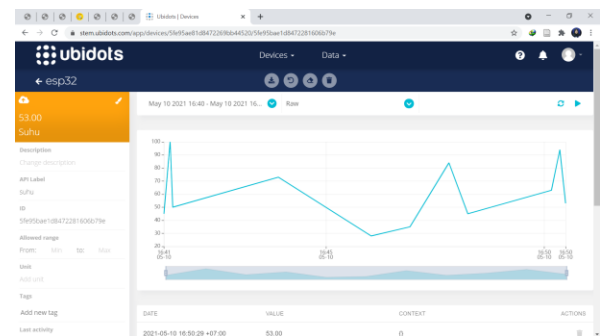 Ubidots | Devices
stem.ubidots.com/app/devices/5fe95ae81d8472269bb44520/5fe95bae1d8472281606b79e
ubidots
Devices
Data
esp32
53.00
Suhu
May 10 2021 16:40 - May 10 2021 16...
Raw
Description
Change description
API Label
suhu
ID
5fe95bae1d8472281606b79e
Allowed range
From: Min to: Max
Unit
Add unit
Tags
Add new tag
Last activity
100
90
80
70
60
50
40
30
20
16:41 16:45 16:50 16:50
05-10 05-10 05-10 05-10
DATE VALUE CONTEXT ACTIONS
2021-05-10 16:50:29 +07:00 53.00 {}